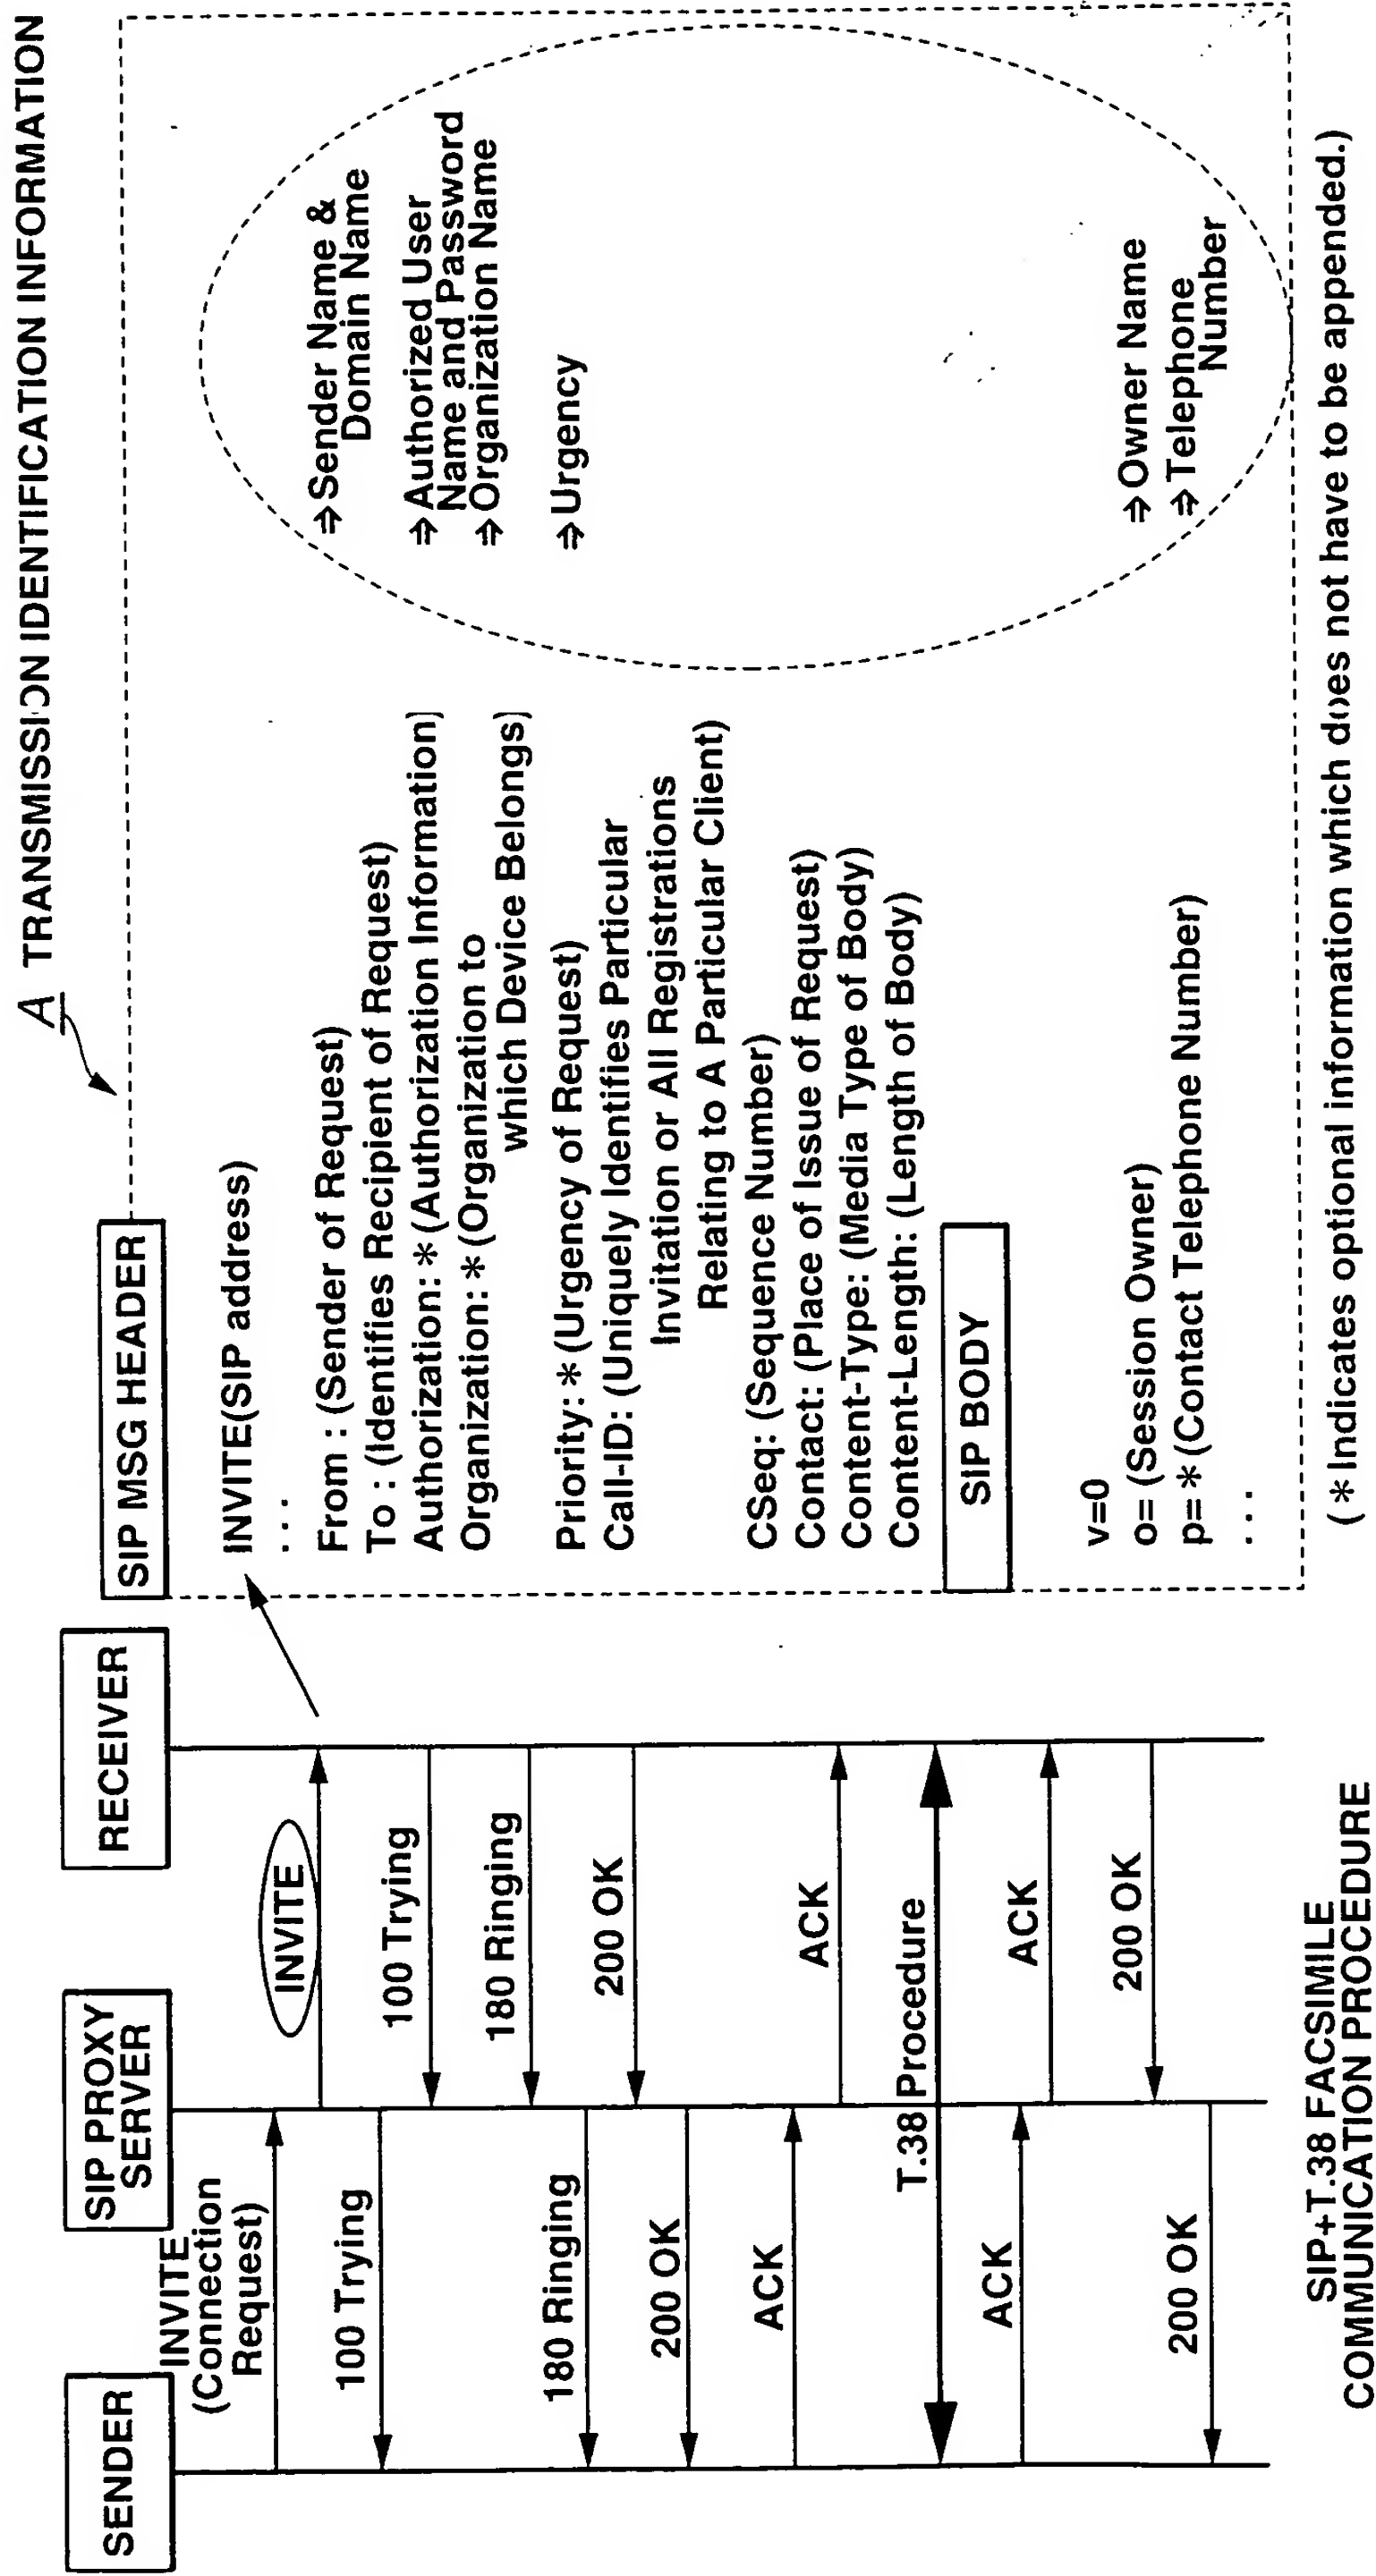 SENDER
SIP PROXY
SERVER
RECEIVER
INVITE
(Connection
Request)
INVITE
100 Trying
100 Trying
180 Ringing
180 Ringing
200 OK
200 OK
ACK
ACK
T.38 Procedure
ACK
ACK
200 OK
200 OK
SIP+T.38 FACSIMILE
COMMUNICATION PROCEDURE
A TRANSMISSION IDENTIFICATION INFORMATION
SIP MSG HEADER
INVITE(SIP address)
...
From : (Sender of Request)
⇒Sender Name &
Domain Name
To : (Identifies Recipient of Request)
Authorization: *(Authorization Information)
⇒Authorized User
Name and Password
Organization: *(Organization to
which Device Belongs)
⇒Organization Name
Priority: *(Urgency of Request)
⇒Urgency
Call-ID: (Uniquely Identifies Particular
Invitation or All Registrations
Relating to A Particular Client)
CSeq: (Sequence Number)
Contact: (Place of Issue of Request)
Content-Type: (Media Type of Body)
Content-Length: (Length of Body)
SIP BODY
v=0
o= (Session Owner)
⇒Owner Name
p= *(Contact Telephone Number)
⇒Telephone
Number
...
( * Indicates optional information which does not have to be appended.)